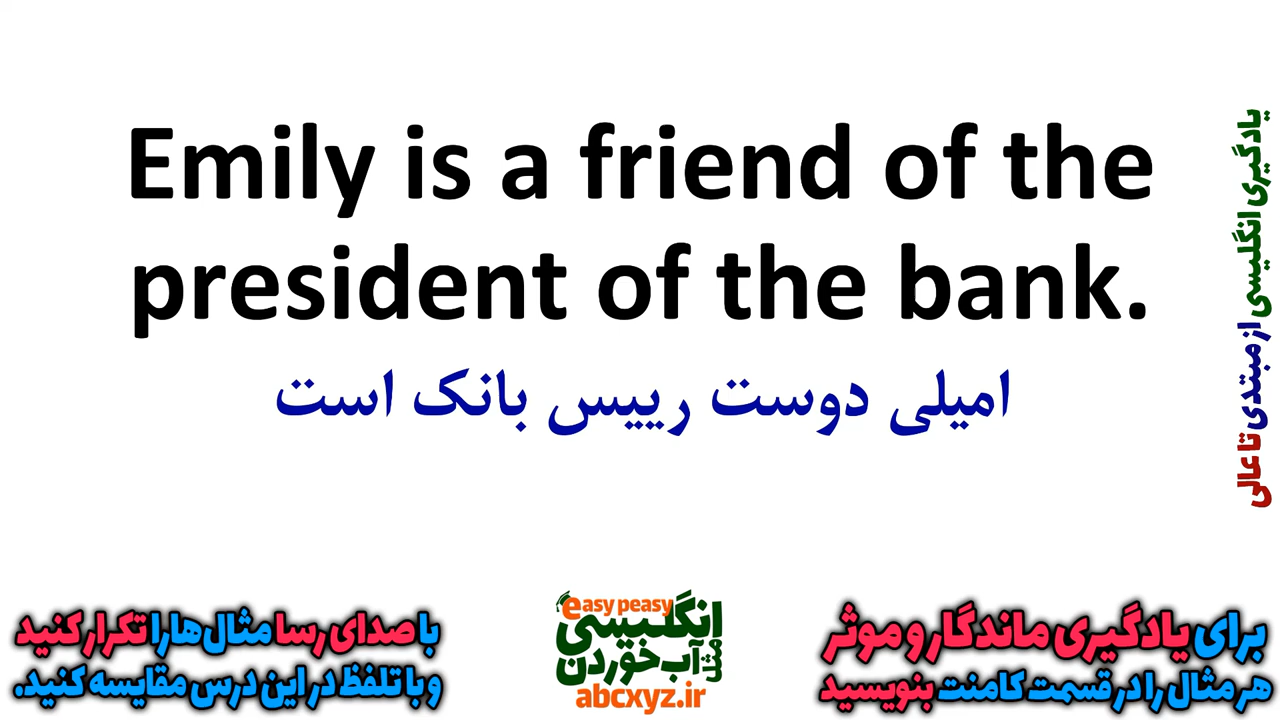 Emily is a friend of the
president of the bank.
امیلی دوست رییس بانک است
یادگیری انگلیسی از مبتدی تا عالی
با صدای رسا مثال‌ها را تکرار کنید
و با تلفظ در این درس مقایسه کنید.
easy peasy
انگلیسی
مثل آب خوردن
abcxyz.ir
برای یادگیری ماندگار و موثر
هر مثال را در قسمت کامنت بنویسید